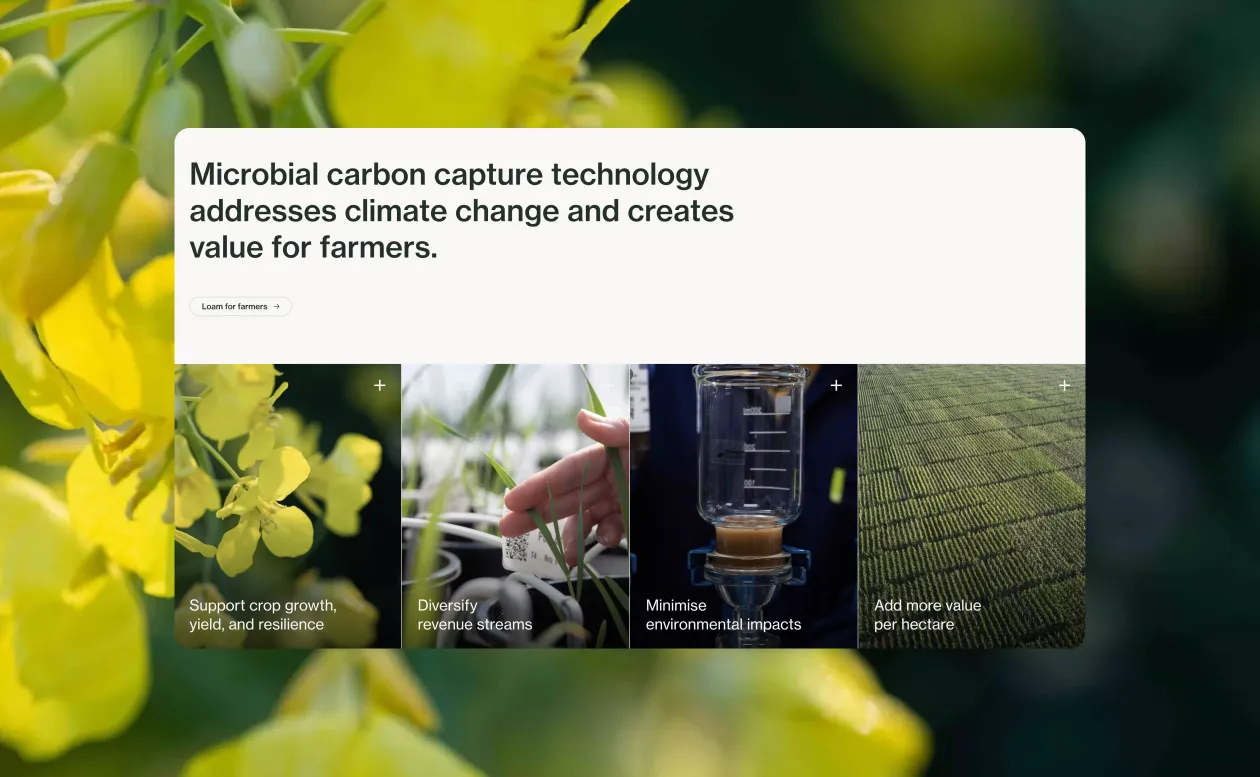 Microbial carbon capture technology
addresses climate change and creates
value for farmers.
Loam for farmers →
Support crop growth,
yield, and resilience
Diversify
revenue streams
Minimise
environmental impacts
Add more value
per hectare